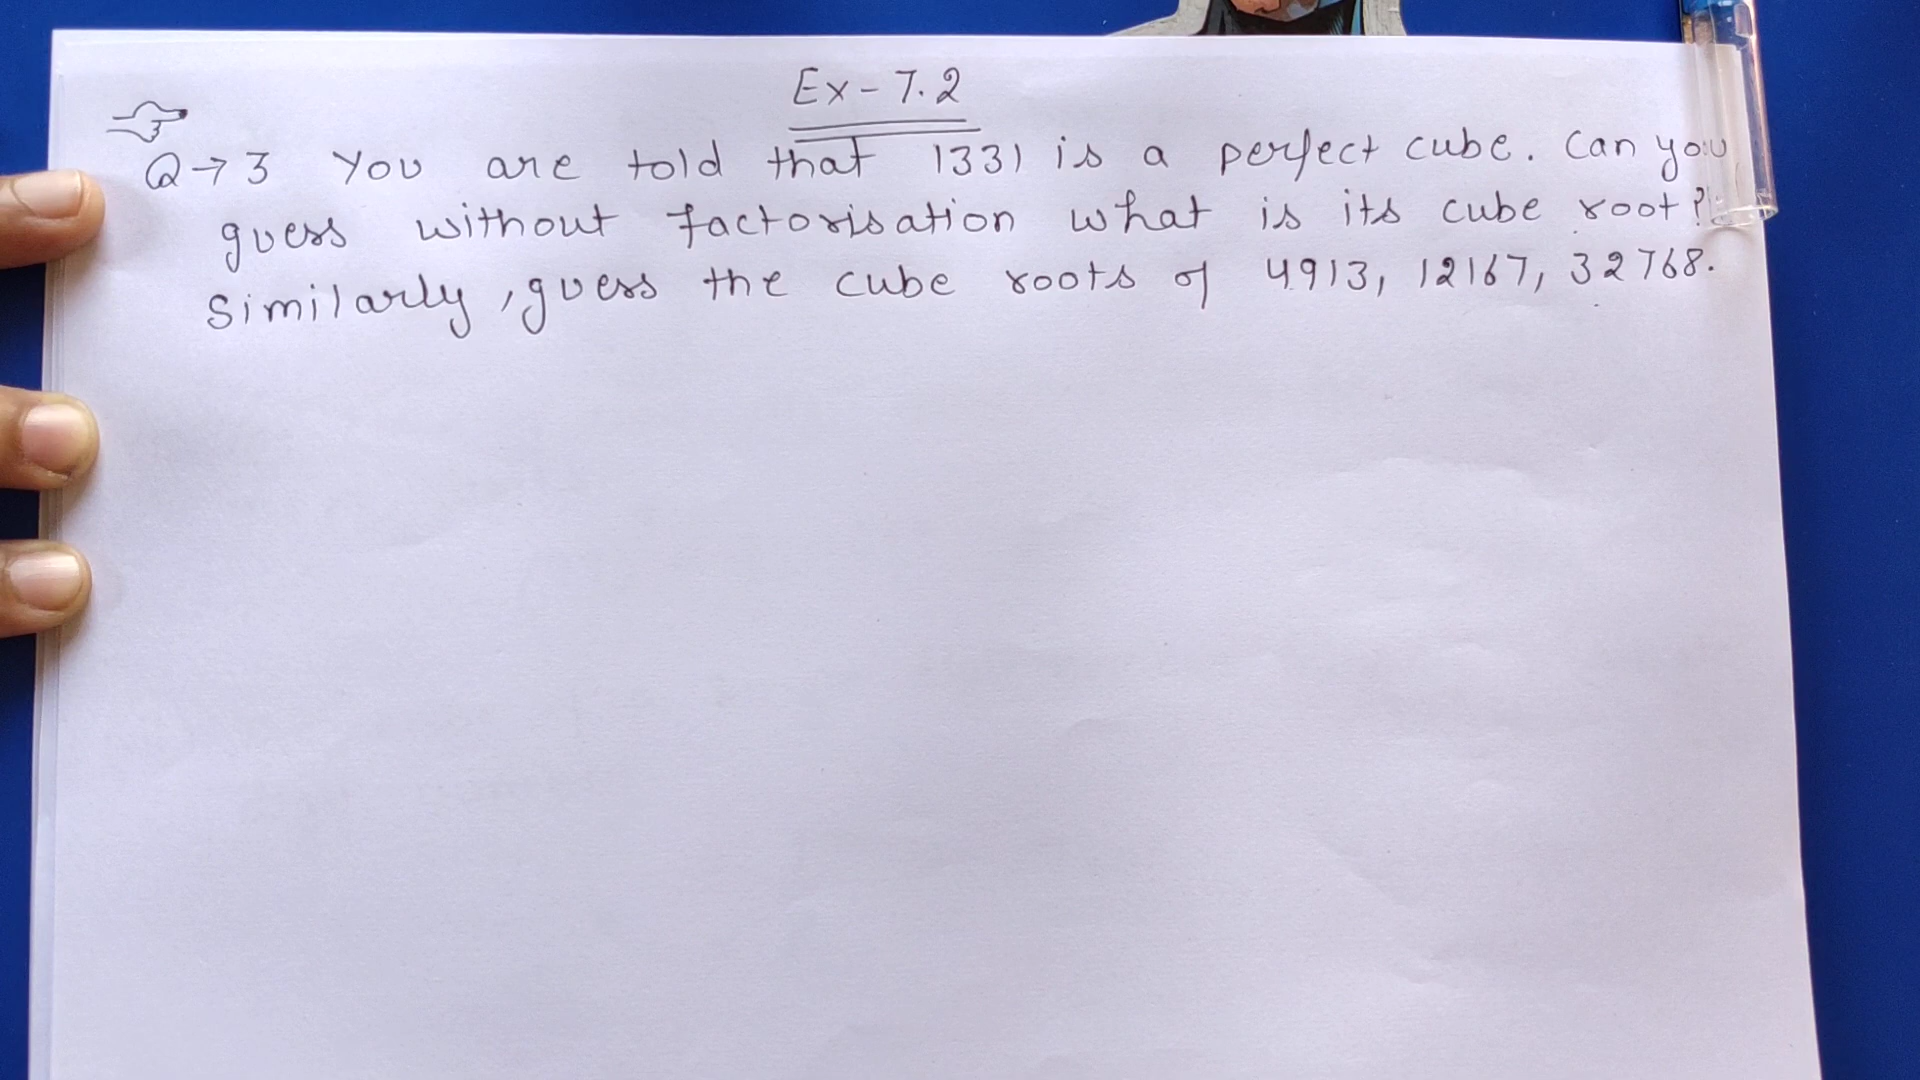 Ex-7.2
Q→3 You are told that 1331 is a perfect cube. Can you
guess without factorisation what is its cube root?
Similarly, guess the cube roots of 4913, 12167, 32768.